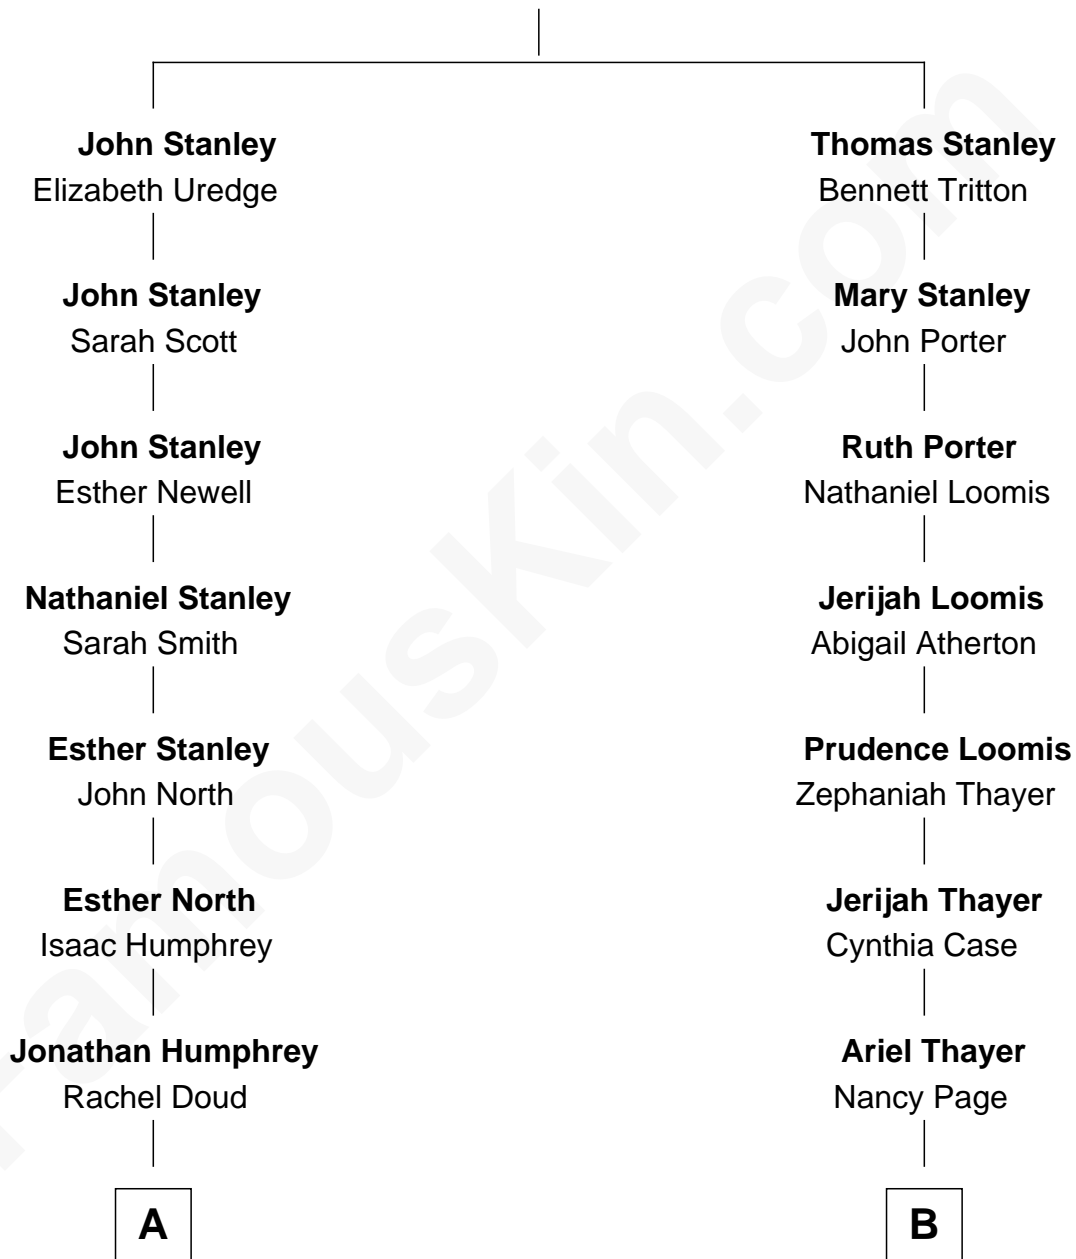 John Stanley
Elizabeth Uredge
John Stanley
Sarah Scott
John Stanley
Esther Newell
Nathaniel Stanley
Sarah Smith
Esther Stanley
John North
Esther North
Isaac Humphrey
Jonathan Humphrey
Rachel Doud
A
Thomas Stanley
Bennett Tritton
Mary Stanley
John Porter
Ruth Porter
Nathaniel Loomis
Jerijah Loomis
Abigail Atherton
Prudence Loomis
Zephaniah Thayer
Jerijah Thayer
Cynthia Case
Ariel Thayer
Nancy Page
B
FamousKin.com